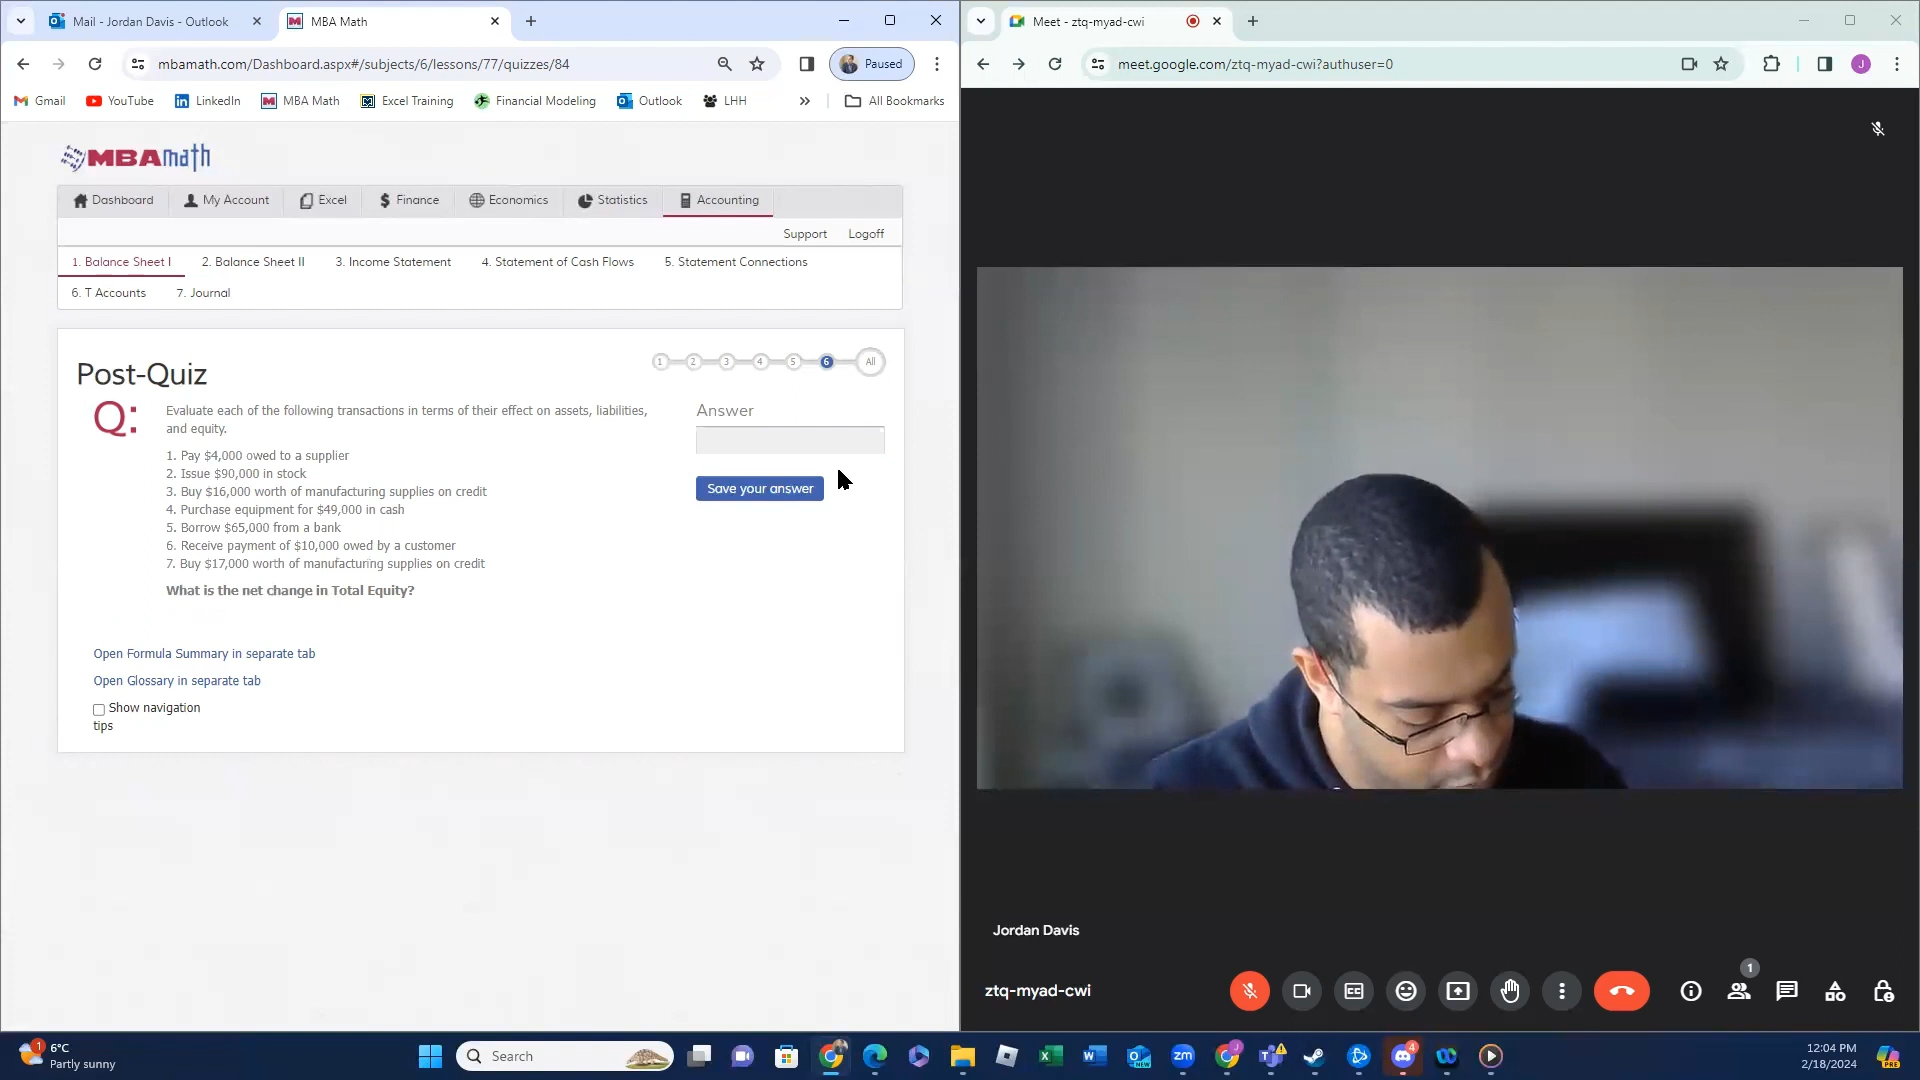 Mail - Jordan Davis - Outlook
MBA Math
mbamath.com/Dashboard.aspx#/subjects/6/lessons/77/quizzes/84
Paused
Gmail
YouTube
LinkedIn
MBA Math
Excel Training
Financial Modeling
Outlook
LHH
All Bookmarks
MBAmath
Dashboard
My Account
Excel
Finance
Economics
Statistics
Accounting
Support
Logoff
1. Balance Sheet I
2. Balance Sheet II
3. Income Statement
4. Statement of Cash Flows
5. Statement Connections
6. T Accounts
7. Journal
Post-Quiz
1
2
3
4
5
6
All
Q:
Evaluate each of the following transactions in terms of their effect on assets, liabilities,
and equity.
1. Pay $4,000 owed to a supplier
2. Issue $90,000 in stock
3. Buy $16,000 worth of manufacturing supplies on credit
4. Purchase equipment for $49,000 in cash
5. Borrow $65,000 from a bank
6. Receive payment of $10,000 owed by a customer
7. Buy $17,000 worth of manufacturing supplies on credit
What is the net change in Total Equity?
Answer
Save your answer
Open Formula Summary in separate tab
Open Glossary in separate tab
Show navigation
tips
Meet - ztq-myad-cwi
meet.google.com/ztq-myad-cwi?authuser=0
J
Jordan Davis
ztq-myad-cwi
1
1
6°C
Partly sunny
Search
4
12:04 PM
2/18/2024